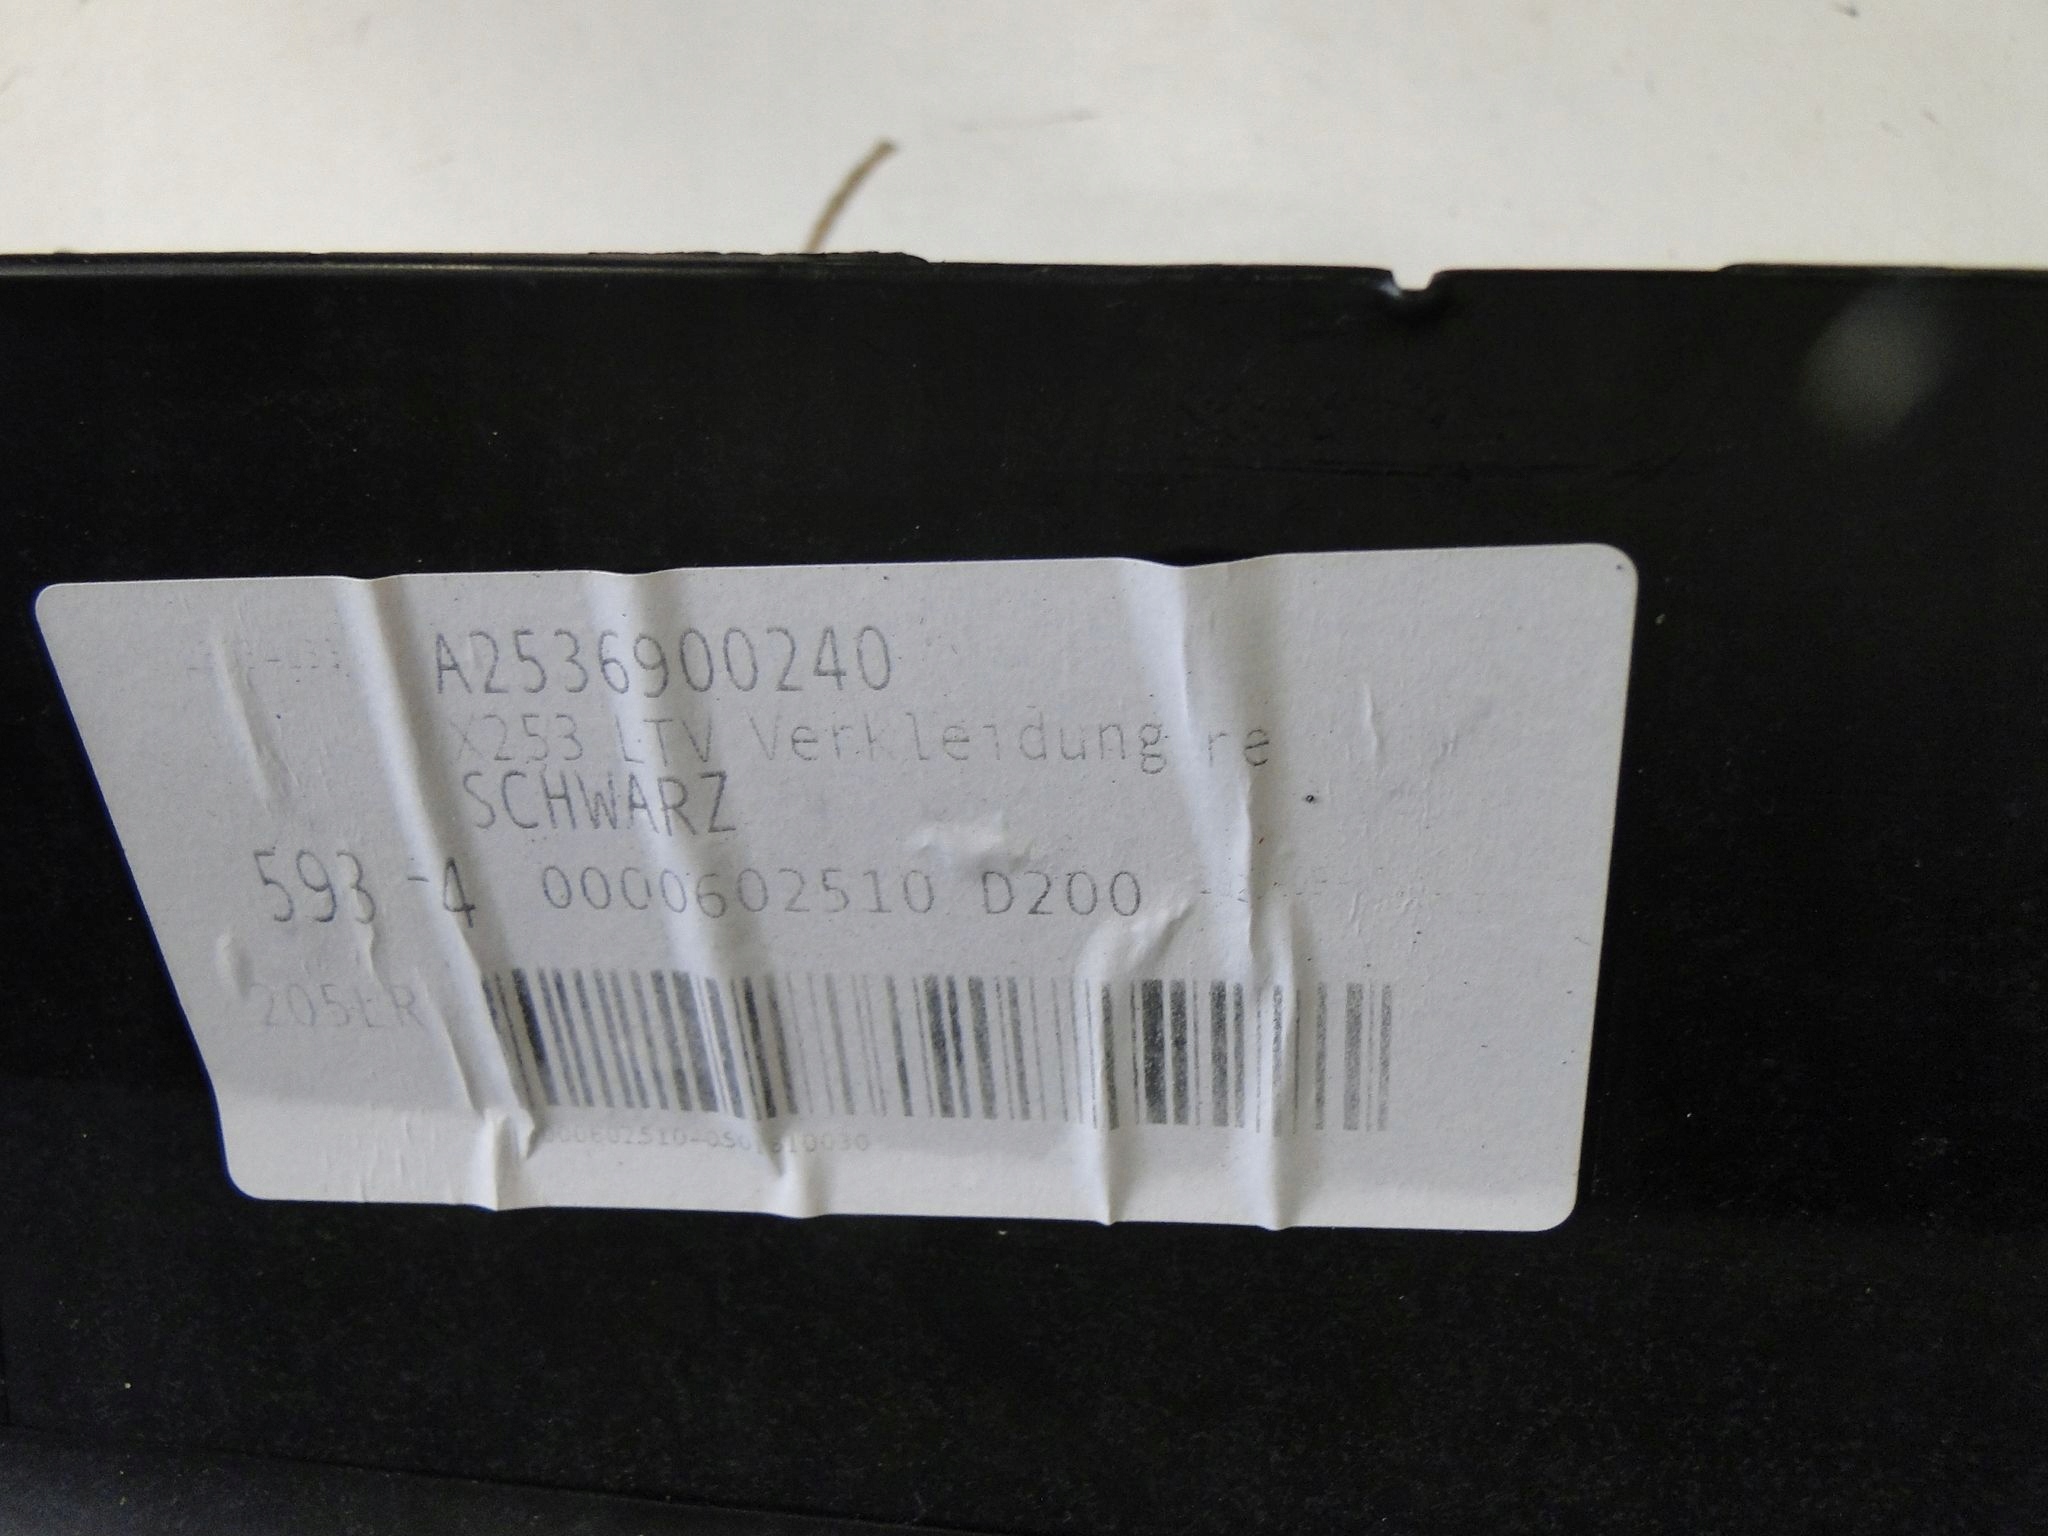 A2536900240
X253 LTV Verkleidung re
SCHWARZ
593 -4 0000602510 D200
205ER